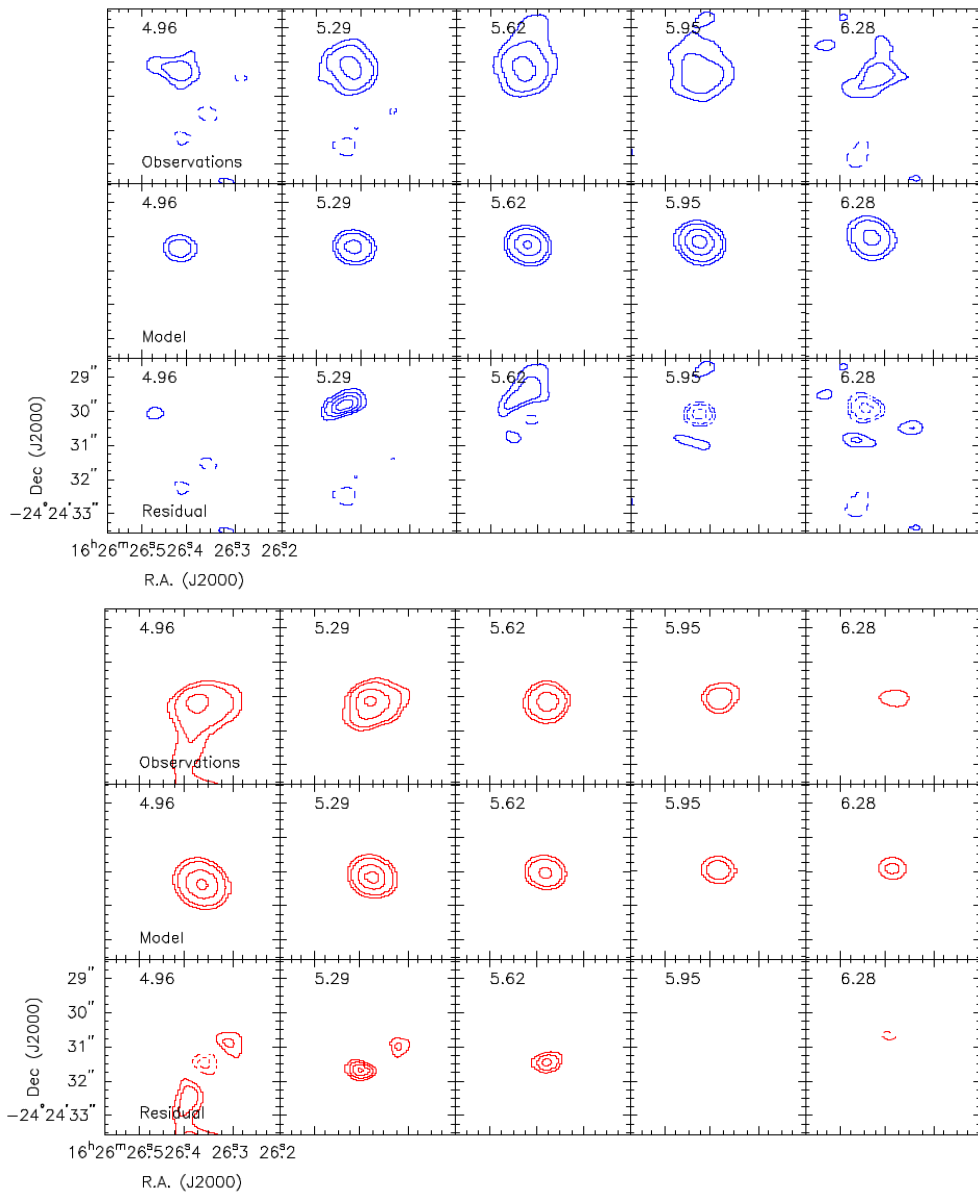 4.96 5.29 5.62 5.95 6.28
Observations
4.96 5.29 5.62 5.95 6.28
Model
4.96 5.29 5.62 5.95 6.28
29″
30″
31″
32″
−24°24′33″
Dec (J2000)
Residual
16ʰ26ᵐ26ˢ.5 26ˢ.4 26ˢ.3 26ˢ.2
R.A. (J2000)
4.96 5.29 5.62 5.95 6.28
Observations
4.96 5.29 5.62 5.95 6.28
Model
4.96 5.29 5.62 5.95 6.28
29″
30″
31″
32″
−24°24′33″
Dec (J2000)
Residual
16ʰ26ᵐ26ˢ.5 26ˢ.4 26ˢ.3 26ˢ.2
R.A. (J2000)